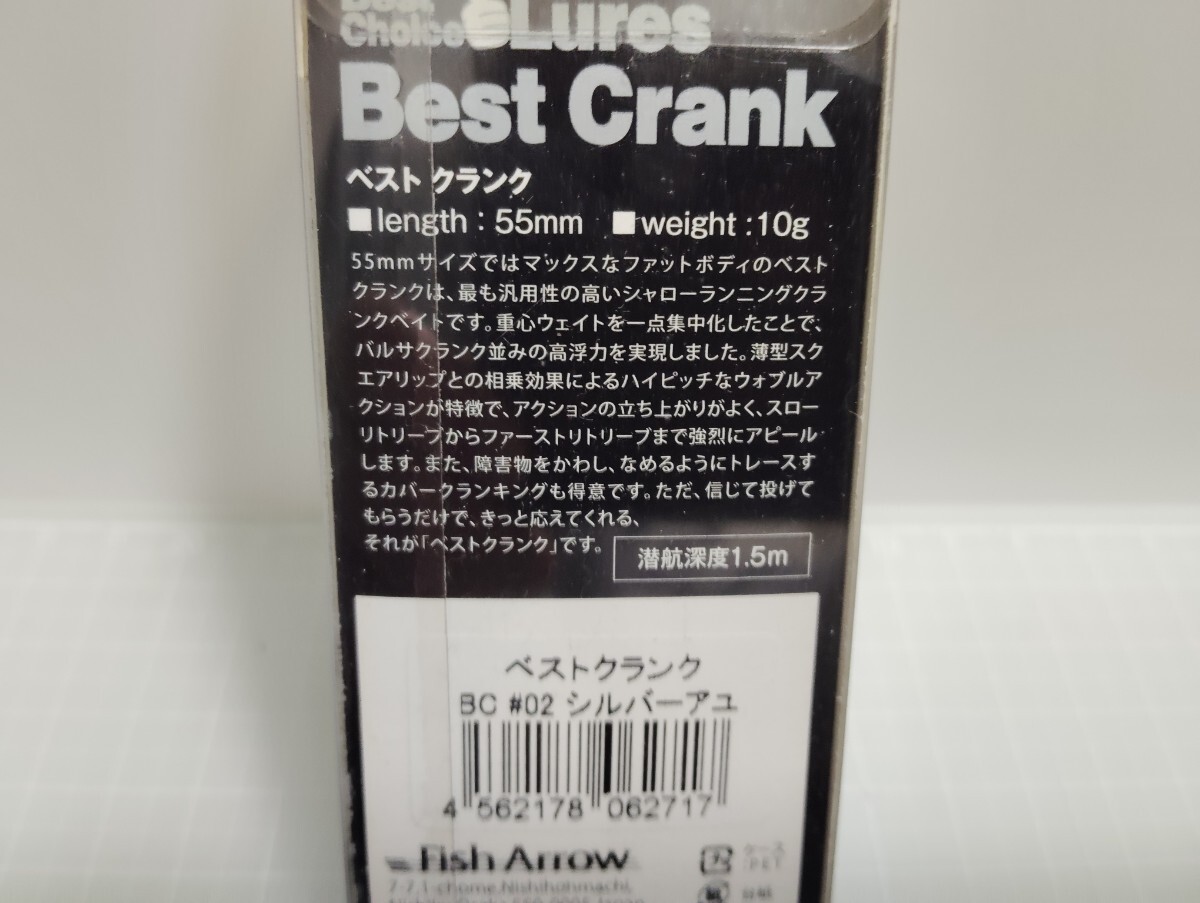 Best
Choice Lures
Best Crank
ベスト クランク
■length : 55mm ■weight :10g
55mmサイズではマックスなファットボディのベスト
クランクは、最も汎用性の高いシャローランニングクラ
ンクベイトです。重心ウェイトを一点集中化したことで、
バルサクランク並みの高浮力を実現しました。薄型スク
エアリップとの相乗効果によるハイピッチなウォブルア
クションが特徴で、アクションの立ち上がりがよく、スロー
リトリーブからファーストリトリーブまで強烈にアピール
します。また、障害物をかわし、なめるようにトレースす
るカバークランキングも得意です。ただ、信じて投げて
もらうだけで、きっと応えてくれる、
それが「ベストクランク」です。
潜航深度1.5m
ベストクランク
BC #02 シルバーアユ
4 562178 062717
Fish Arrow
プラ ケース
:PET
7-7,1-chome,Nishihohmachi,
紙 台紙